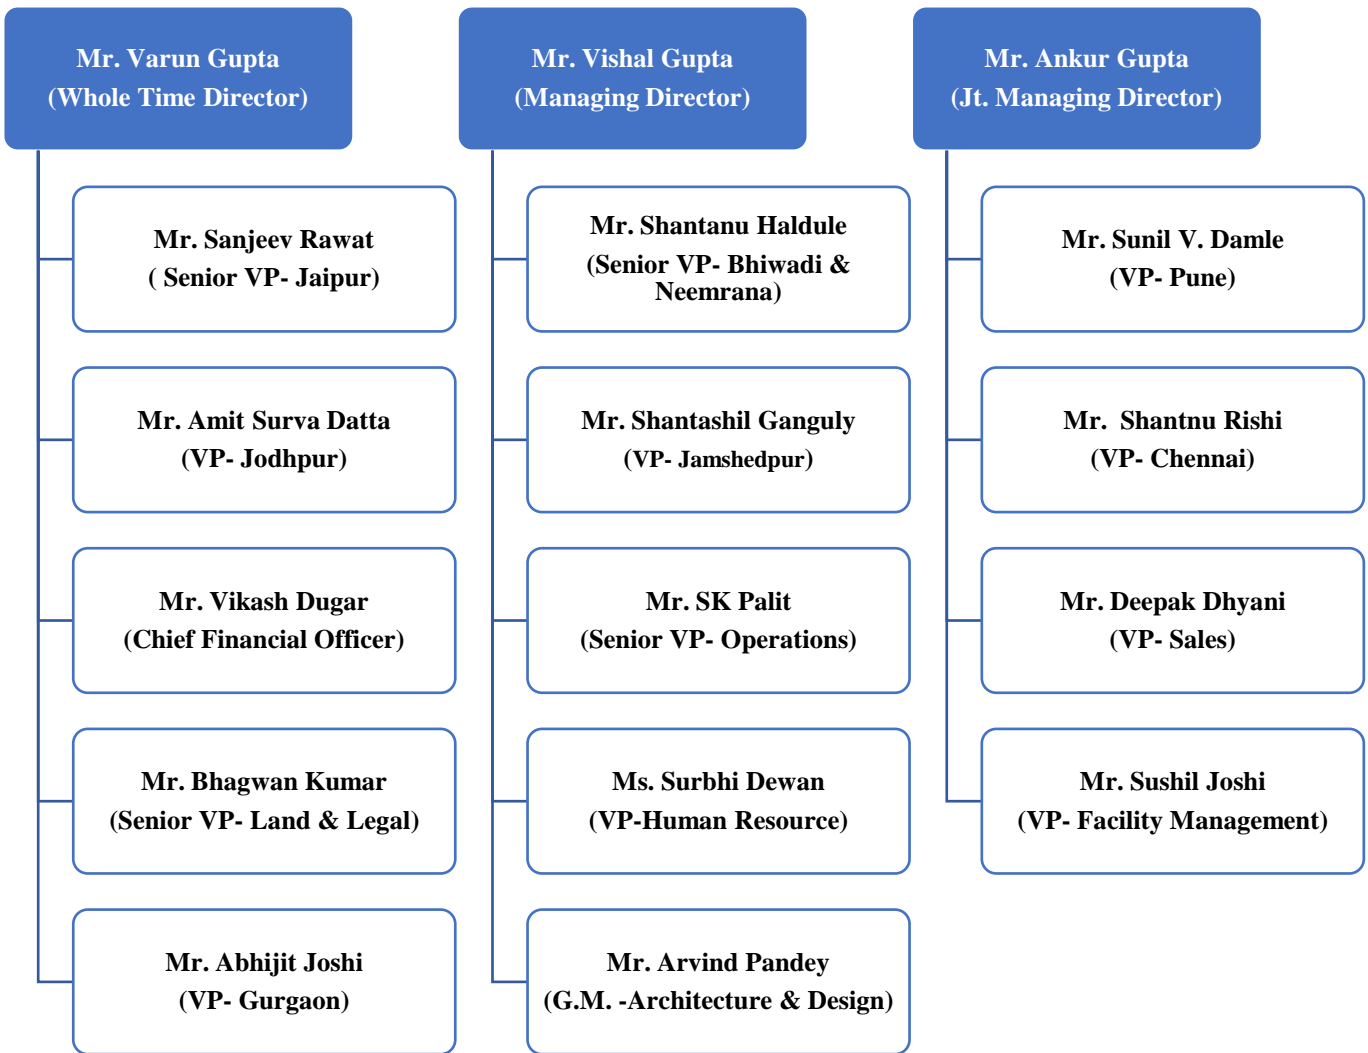 Mr. Varun Gupta
(Whole Time Director)
Mr. Sanjeev Rawat
( Senior VP- Jaipur)
Mr. Amit Surva Datta
(VP- Jodhpur)
Mr. Vikash Dugar
(Chief Financial Officer)
Mr. Bhagwan Kumar
(Senior VP- Land & Legal)
Mr. Abhijit Joshi
(VP- Gurgaon)
Mr. Vishal Gupta
(Managing Director)
Mr. Shantanu Haldule
(Senior VP- Bhiwadi &
Neemrana)
Mr. Shantashil Ganguly
(VP- Jamshedpur)
Mr. SK Palit
(Senior VP- Operations)
Ms. Surbhi Dewan
(VP-Human Resource)
Mr. Arvind Pandey
(G.M. -Architecture & Design)
Mr. Ankur Gupta
(Jt. Managing Director)
Mr. Sunil V. Damle
(VP- Pune)
Mr.  Shantnu Rishi
(VP- Chennai)
Mr. Deepak Dhyani
(VP- Sales)
Mr. Sushil Joshi
(VP- Facility Management)